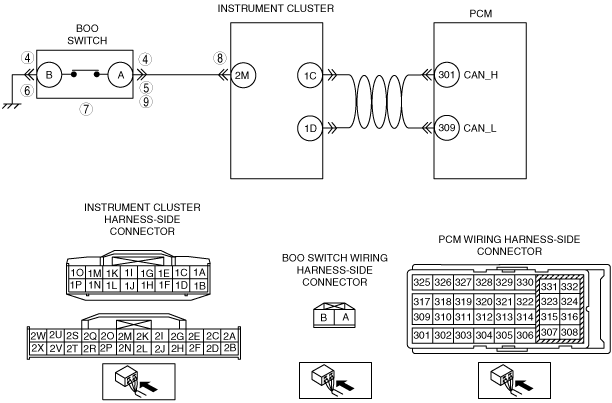 INSTRUMENT CLUSTER
PCM
BOO
SWITCH
4
4
8
B
A
2M
1C
301
CAN_H
6
5
7
9
1D
309
CAN_L
INSTRUMENT CLUSTER
HARNESS-SIDE
CONNECTOR
1O 1M 1K 1I 1G 1E 1C 1A
1P 1N 1L 1J 1H 1F 1D 1B
2W 2U 2S 2Q 2O 2M 2K 2I 2G 2E 2C 2A
2X 2V 2T 2R 2P 2N 2L 2J 2H 2F 2D 2B
BOO SWITCH WIRING
HARNESS-SIDE
CONNECTOR
B A
PCM WIRING HARNESS-SIDE
CONNECTOR
325 326 327 328 329 330 331 332
317 318 319 320 321 322 323 324
309 310 311 312 313 314 315 316
301 302 303 304 305 306 307 308